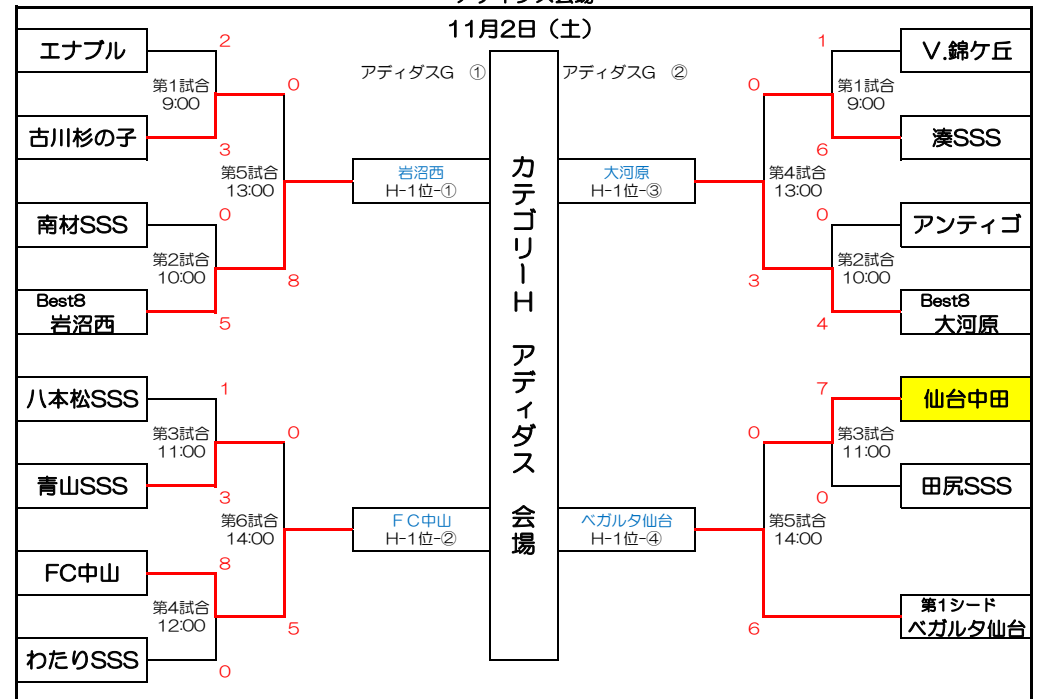 11月2日（土）
アディダスG ①
アディダスG ②
エナブル
2
第1試合
9:00
0
古川杉の子
3
第5試合
13:00
岩沼西
H-1位-①
南材SSS
0
第2試合
10:00
8
Best8
岩沼西
5
八本松SSS
1
第3試合
11:00
0
青山SSS
3
第6試合
14:00
ＦＣ中山
H-1位-②
FC中山
8
第4試合
12:00
5
わたりSSS
0
カテゴリーH アディダス 会場
1
V.錦ケ丘
0
第1試合
9:00
6
湊SSS
大河原
H-1位-③
第4試合
13:00
0
アンティゴ
第2試合
10:00
3
Best8
大河原
4
7
仙台中田
0
第3試合
11:00
0
田尻SSS
ベガルタ仙台
H-1位-④
第5試合
14:00
6
第1シード
ベガルタ仙台